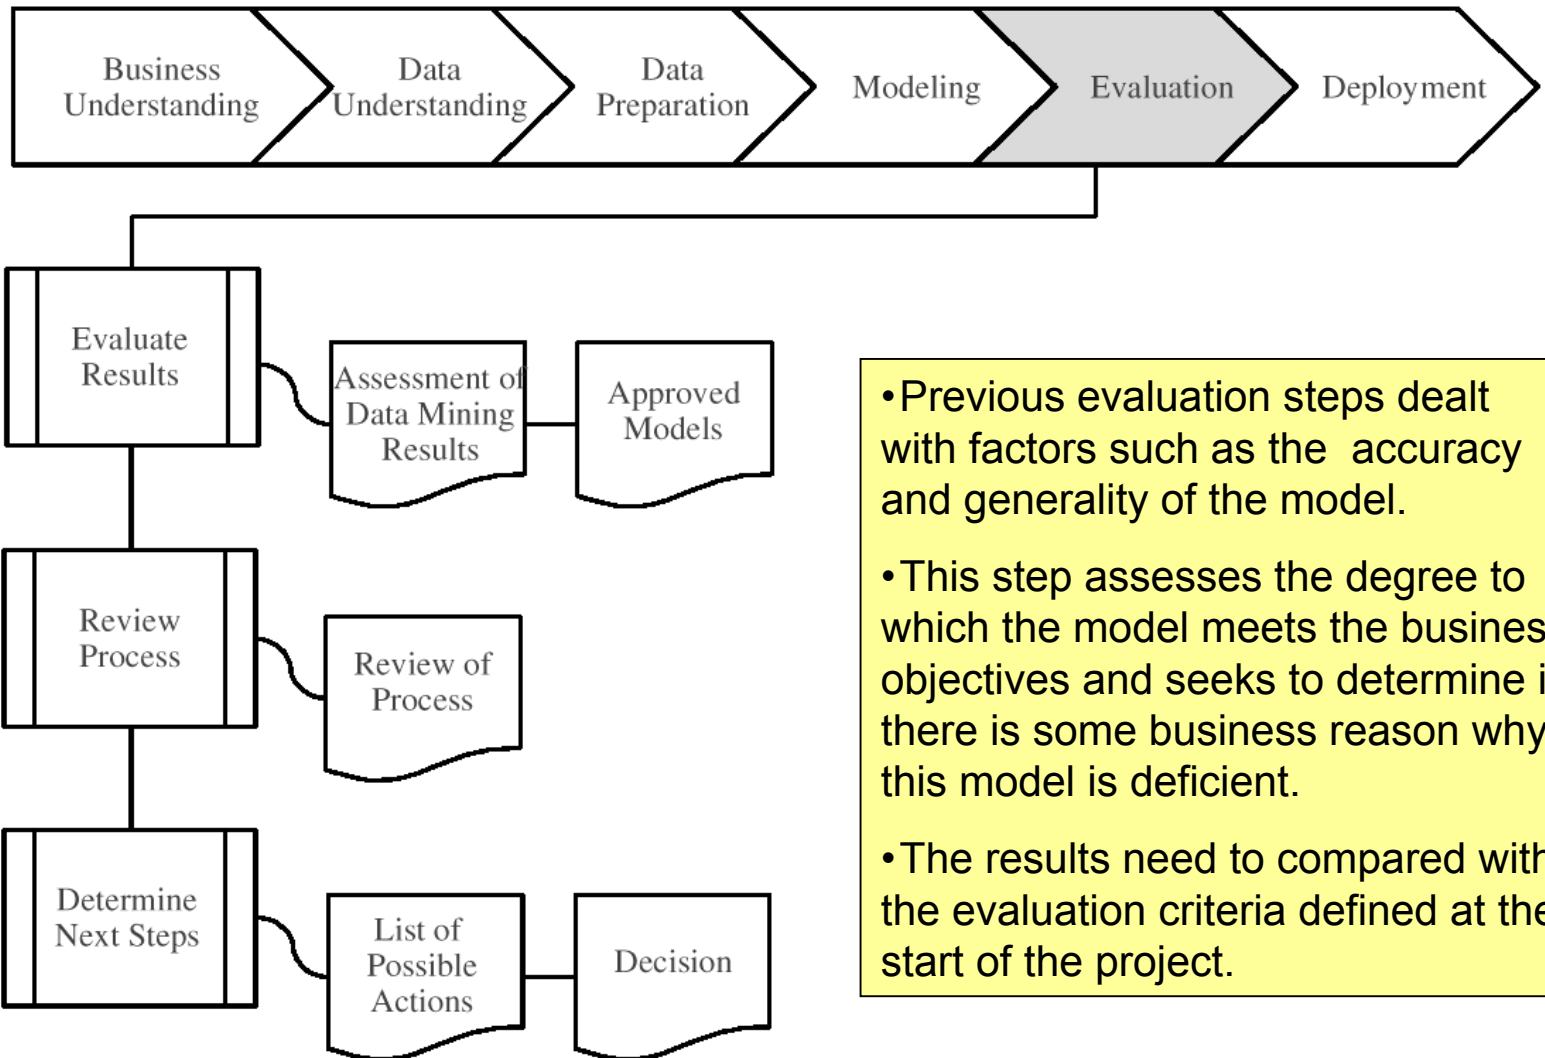 Business
Understanding
Data
Understanding
Data
Preparation
Modeling
Evaluation
Deployment
Evaluate
Results
Assessment of
Data Mining
Results
Approved
Models
Review
Process
Review of
Process
Determine
Next Steps
List of
Possible
Actions
Decision
•Previous evaluation steps dealt
with factors such as the accuracy
and generality of the model.
•This step assesses the degree to
which the model meets the busines
objectives and seeks to determine i
there is some business reason why
this model is deficient.
•The results need to compared with
the evaluation criteria defined at the
start of the project.